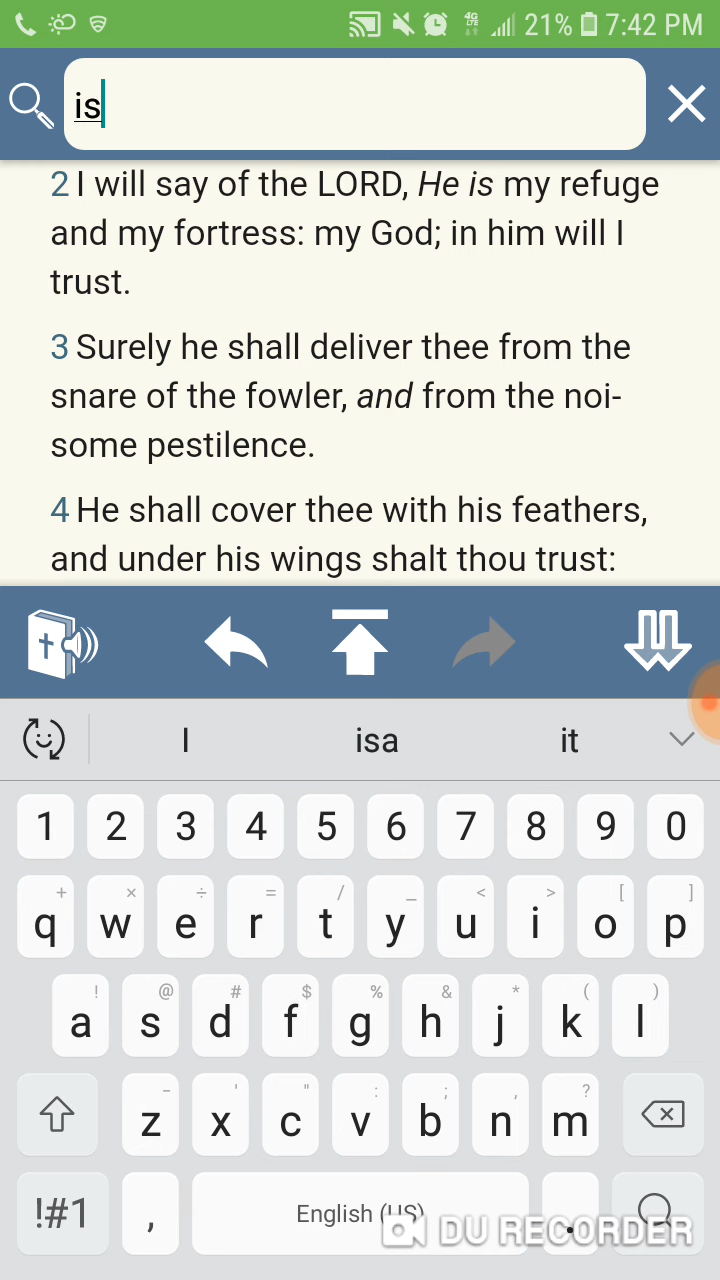 4G LTE 21% 7:42 PM
is
2 I will say of the LORD, He is my refuge
and my fortress: my God; in him will I
trust.
3 Surely he shall deliver thee from the
snare of the fowler, and from the noi-
some pestilence.
4 He shall cover thee with his feathers,
and under his wings shalt thou trust:
I isa it
1 2 3 4 5 6 7 8 9 0
+ × ÷ = / _ < > [ ]
q w e r t y u i o p
! @ # $ % & * ( )
a s d f g h j k l
- ' " : ; , ?
z x c v b n m
!#1 , English (US) .
DU RECORDER